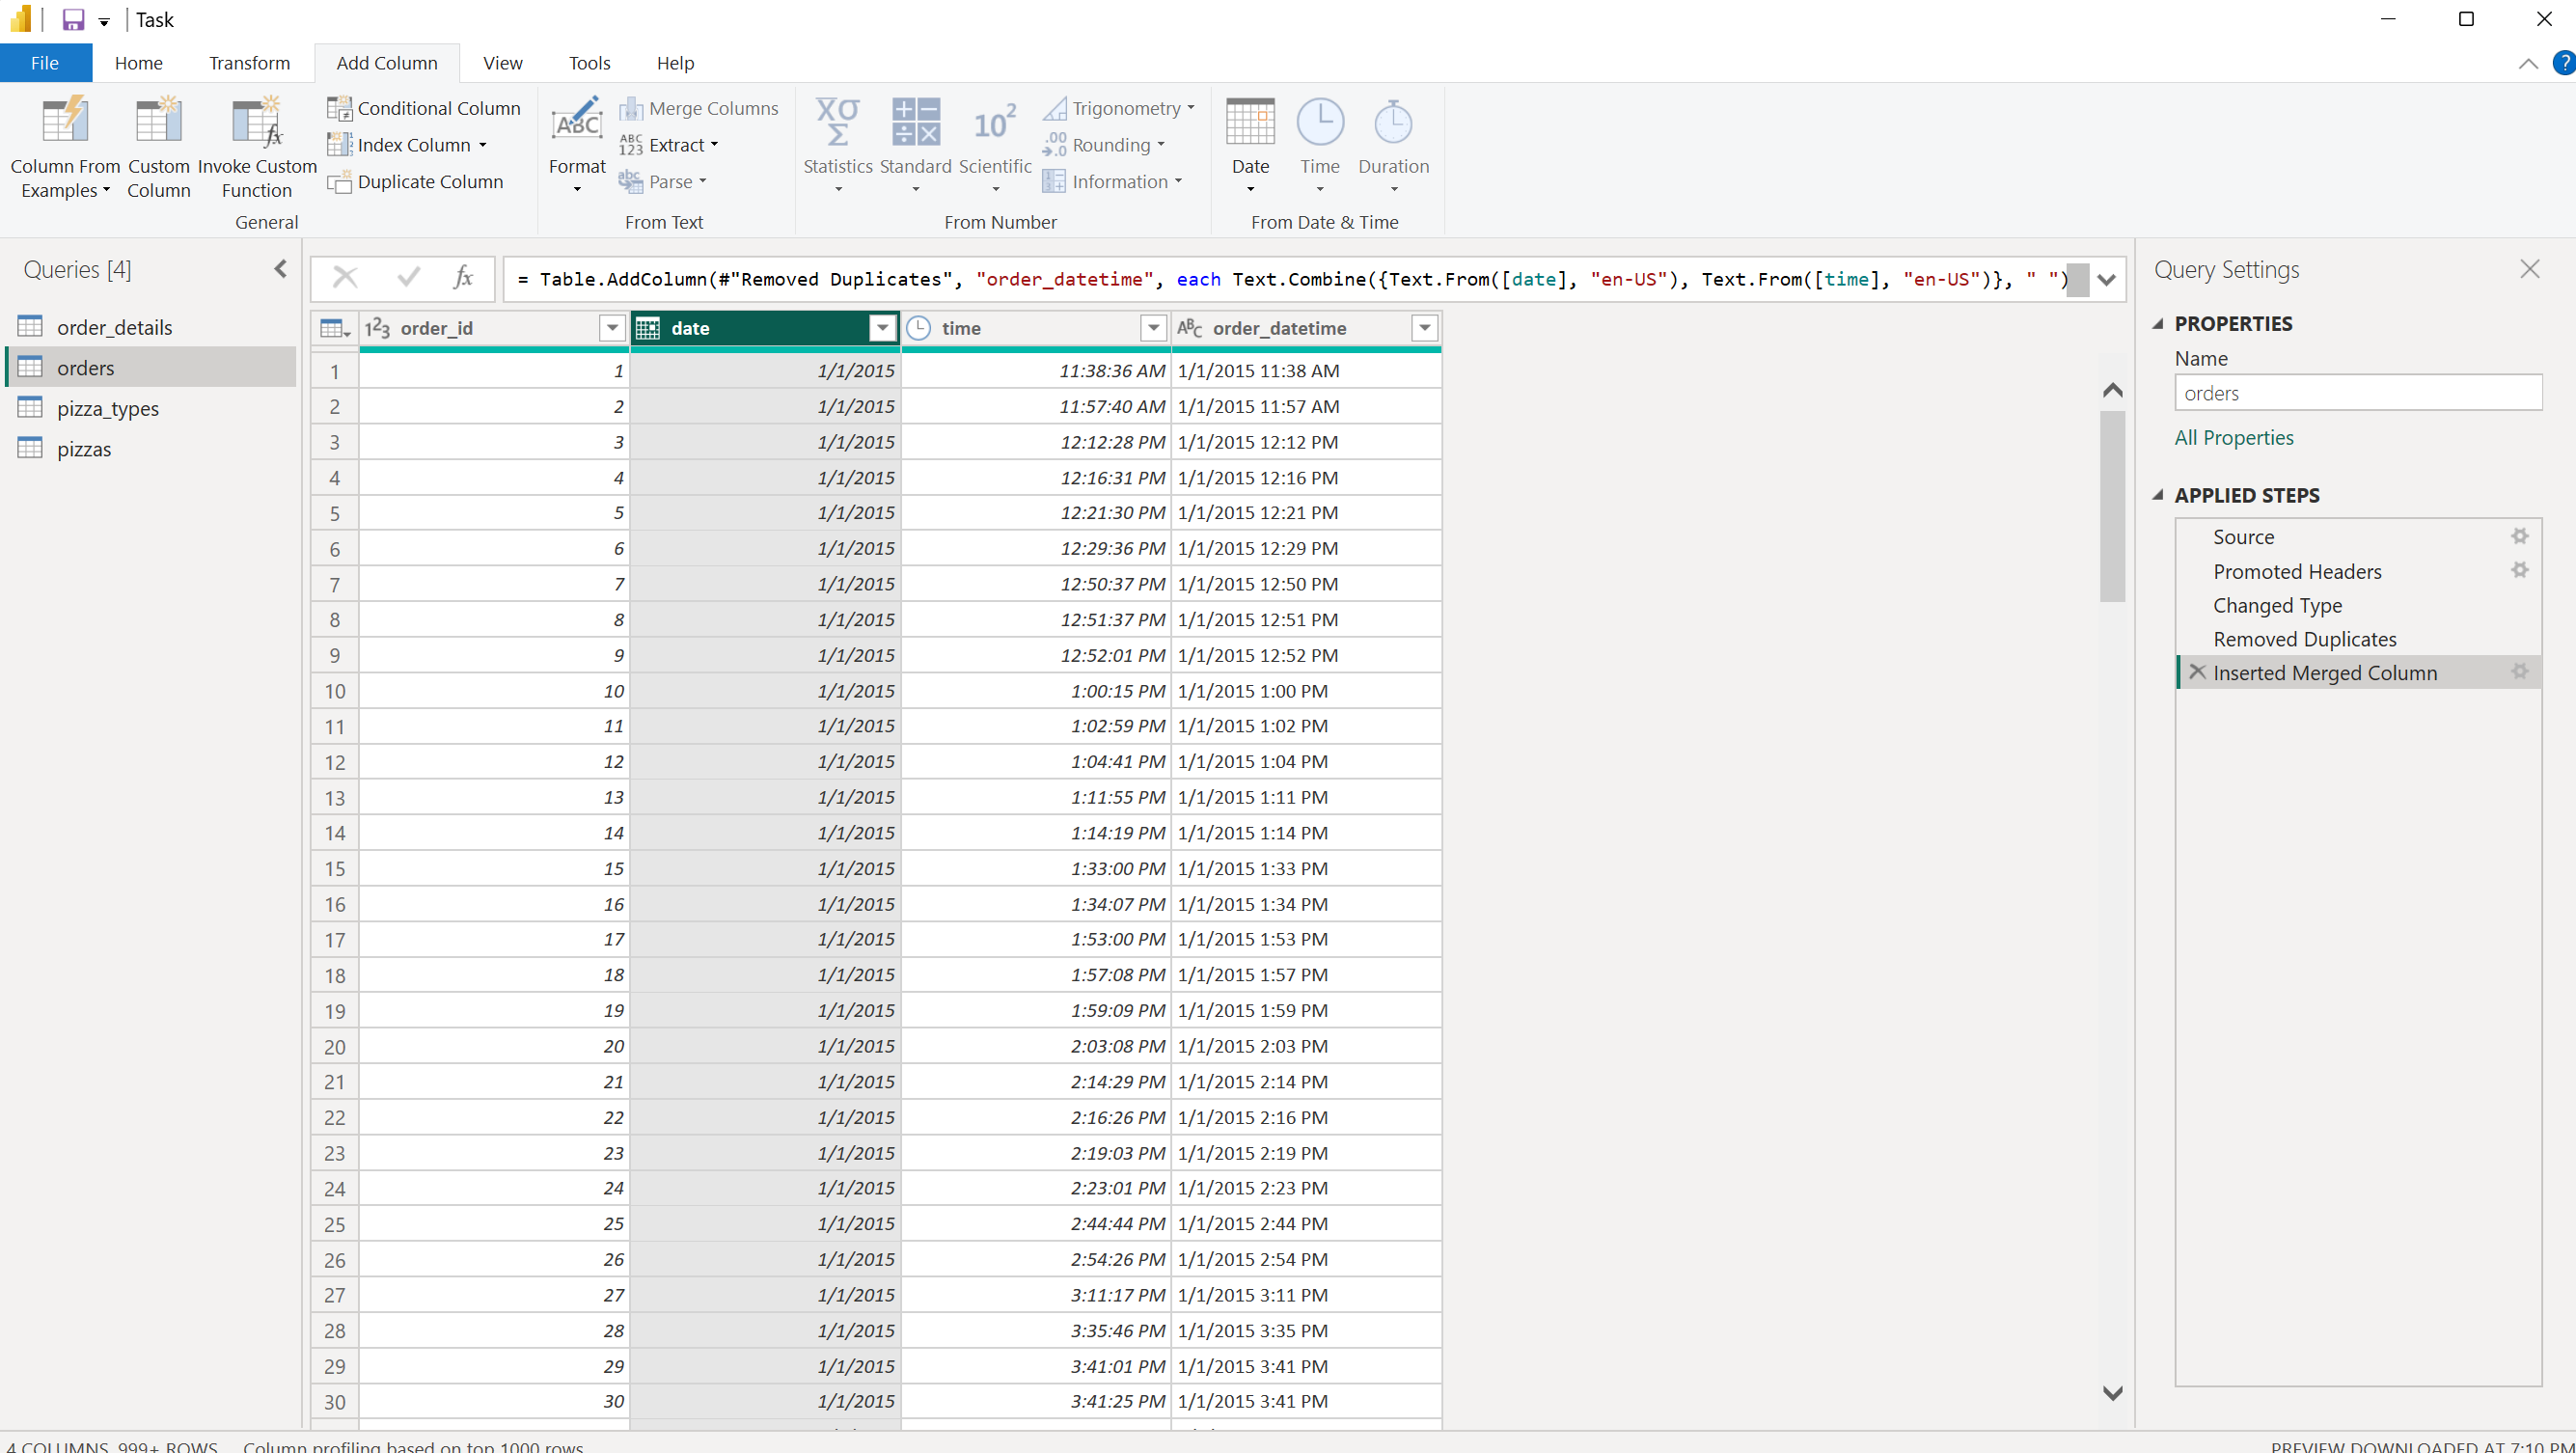 Task
File Home Transform Add Column View Tools Help
Column From Examples
Custom Column
Invoke Custom Function
Conditional Column
Index Column
Duplicate Column
General
Format
Merge Columns
Extract
Parse
From Text
Statistics
Standard
Scientific
Trigonometry
Rounding
Information
From Number
Date
Time
Duration
From Date & Time
Queries [4]
order_details
orders
pizza_types
pizzas
= Table.AddColumn(#"Removed Duplicates", "order_datetime", each Text.Combine({Text.From([date], "en-US"), Text.From([time], "en-US")}, " ")
order_id date time order_datetime
1 1 1/1/2015 11:38:36 AM 1/1/2015 11:38 AM
2 2 1/1/2015 11:57:40 AM 1/1/2015 11:57 AM
3 3 1/1/2015 12:12:28 PM 1/1/2015 12:12 PM
4 4 1/1/2015 12:16:31 PM 1/1/2015 12:16 PM
5 5 1/1/2015 12:21:30 PM 1/1/2015 12:21 PM
6 6 1/1/2015 12:29:36 PM 1/1/2015 12:29 PM
7 7 1/1/2015 12:50:37 PM 1/1/2015 12:50 PM
8 8 1/1/2015 12:51:37 PM 1/1/2015 12:51 PM
9 9 1/1/2015 12:52:01 PM 1/1/2015 12:52 PM
10 10 1/1/2015 1:00:15 PM 1/1/2015 1:00 PM
11 11 1/1/2015 1:02:59 PM 1/1/2015 1:02 PM
12 12 1/1/2015 1:04:41 PM 1/1/2015 1:04 PM
13 13 1/1/2015 1:11:55 PM 1/1/2015 1:11 PM
14 14 1/1/2015 1:14:19 PM 1/1/2015 1:14 PM
15 15 1/1/2015 1:33:00 PM 1/1/2015 1:33 PM
16 16 1/1/2015 1:34:07 PM 1/1/2015 1:34 PM
17 17 1/1/2015 1:53:00 PM 1/1/2015 1:53 PM
18 18 1/1/2015 1:57:08 PM 1/1/2015 1:57 PM
19 19 1/1/2015 1:59:09 PM 1/1/2015 1:59 PM
20 20 1/1/2015 2:03:08 PM 1/1/2015 2:03 PM
21 21 1/1/2015 2:14:29 PM 1/1/2015 2:14 PM
22 22 1/1/2015 2:16:26 PM 1/1/2015 2:16 PM
23 23 1/1/2015 2:19:03 PM 1/1/2015 2:19 PM
24 24 1/1/2015 2:23:01 PM 1/1/2015 2:23 PM
25 25 1/1/2015 2:44:44 PM 1/1/2015 2:44 PM
26 26 1/1/2015 2:54:26 PM 1/1/2015 2:54 PM
27 27 1/1/2015 3:11:17 PM 1/1/2015 3:11 PM
28 28 1/1/2015 3:35:46 PM 1/1/2015 3:35 PM
29 29 1/1/2015 3:41:01 PM 1/1/2015 3:41 PM
30 30 1/1/2015 3:41:25 PM 1/1/2015 3:41 PM
Query Settings
PROPERTIES
Name
orders
All Properties
APPLIED STEPS
Source
Promoted Headers
Changed Type
Removed Duplicates
Inserted Merged Column
4 COLUMNS, 999+ ROWS Column profiling based on top 1000 rows
PREVIEW DOWNLOADED AT 7:10 PM